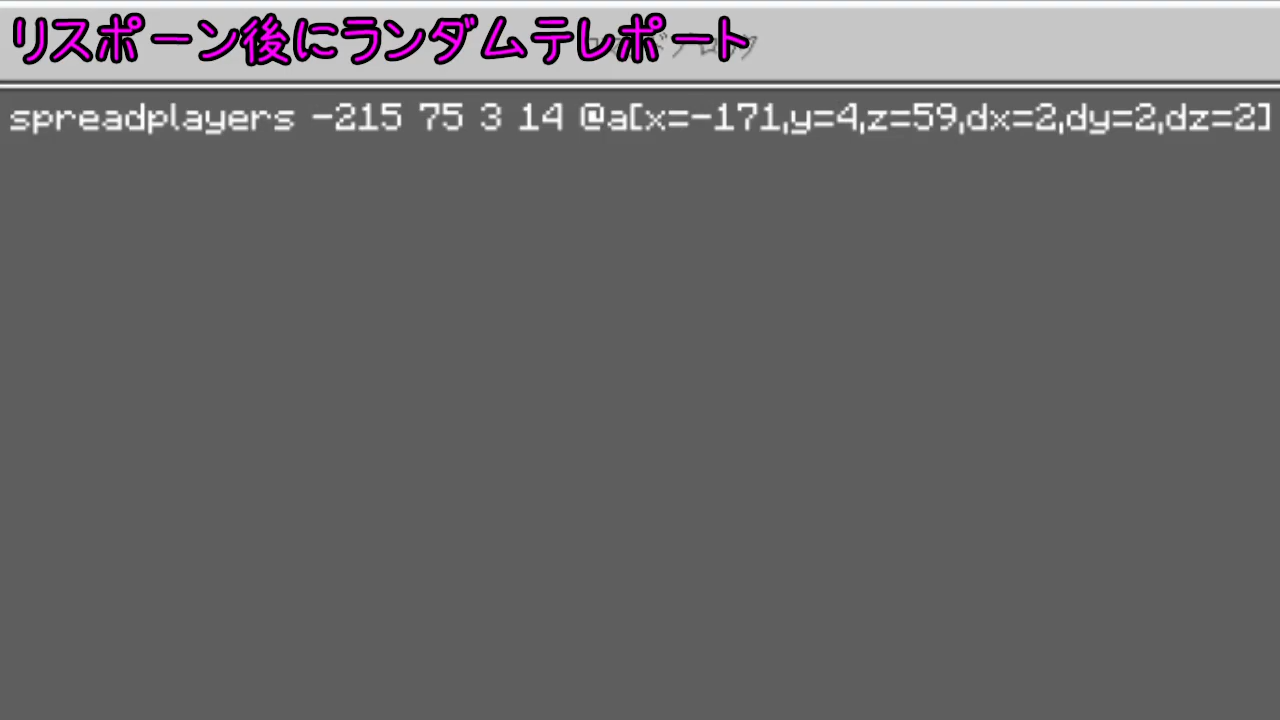 リスポーン後にランダムテレポート
spreadplayers -215 75 3 14 @a[x=-171,y=4,z=59,dx=2,dy=2,dz=2]